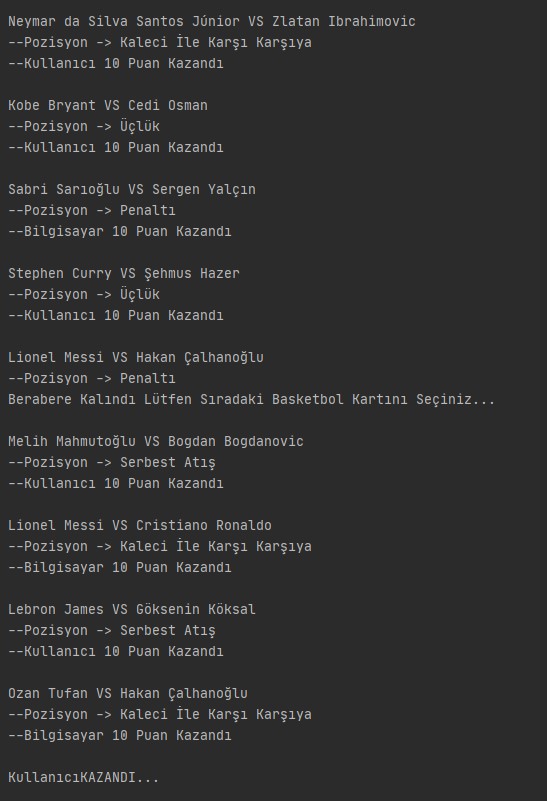 Neymar da Silva Santos Júnior VS Zlatan Ibrahimovic
--Pozisyon -> Kaleci İle Karşı Karşıya
--Kullanıcı 10 Puan Kazandı
Kobe Bryant VS Cedi Osman
--Pozisyon -> Üçlük
--Kullanıcı 10 Puan Kazandı
Sabri Sarıoğlu VS Sergen Yalçın
--Pozisyon -> Penaltı
--Bilgisayar 10 Puan Kazandı
Stephen Curry VS Şehmus Hazer
--Pozisyon -> Üçlük
--Kullanıcı 10 Puan Kazandı
Lionel Messi VS Hakan Çalhanoğlu
--Pozisyon -> Penaltı
Berabere Kalındı Lütfen Sıradaki Basketbol Kartını Seçiniz...
Melih Mahmutoğlu VS Bogdan Bogdanovic
--Pozisyon -> Serbest Atış
--Kullanıcı 10 Puan Kazandı
Lionel Messi VS Cristiano Ronaldo
--Pozisyon -> Kaleci İle Karşı Karşıya
--Bilgisayar 10 Puan Kazandı
Lebron James VS Göksenin Köksal
--Pozisyon -> Serbest Atış
--Kullanıcı 10 Puan Kazandı
Ozan Tufan VS Hakan Çalhanoğlu
--Pozisyon -> Kaleci İle Karşı Karşıya
--Bilgisayar 10 Puan Kazandı
KullanıcıKAZANDI...